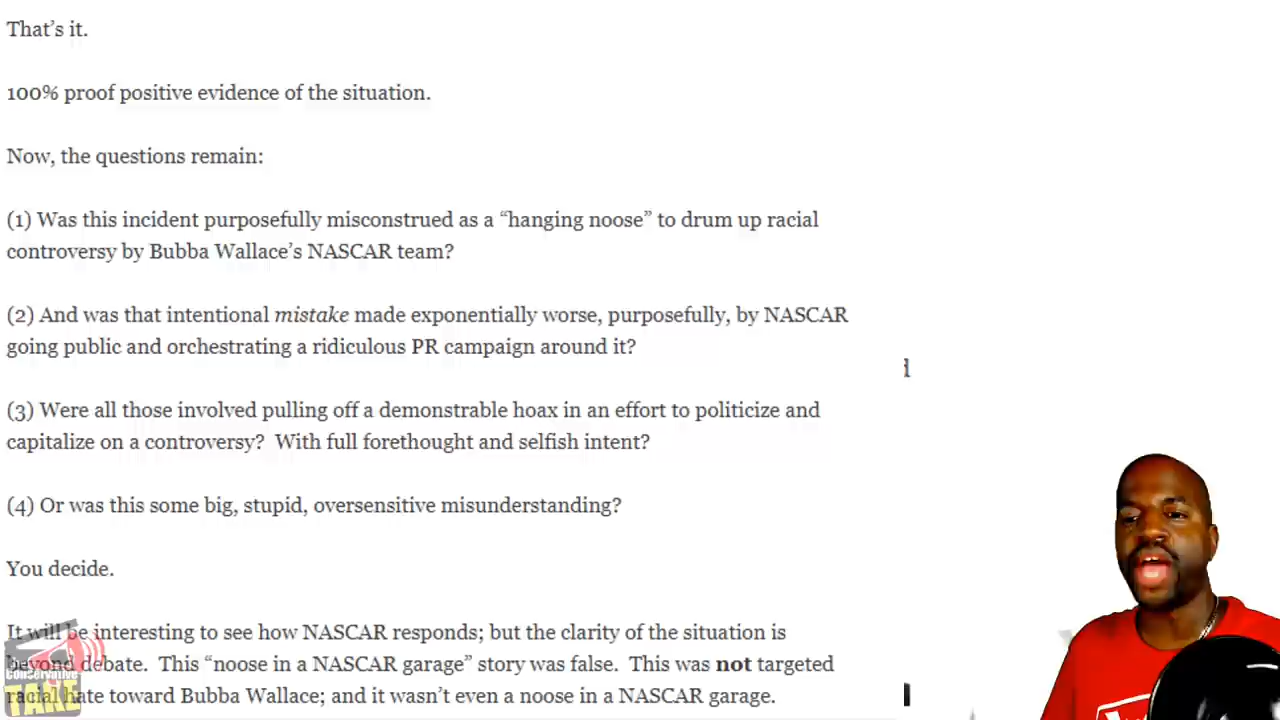 That’s it.
100% proof positive evidence of the situation.
Now, the questions remain:
(1) Was this incident purposefully misconstrued as a “hanging noose” to drum up racial
controversy by Bubba Wallace’s NASCAR team?
(2) And was that intentional mistake made exponentially worse, purposefully, by NASCAR
going public and orchestrating a ridiculous PR campaign around it?
(3) Were all those involved pulling off a demonstrable hoax in an effort to politicize and
capitalize on a controversy?  With full forethought and selfish intent?
(4) Or was this some big, stupid, oversensitive misunderstanding?
You decide.
It will be interesting to see how NASCAR responds; but the clarity of the situation is
beyond debate.  This “noose in a NASCAR garage” story was false.  This was not targeted
racial hate toward Bubba Wallace; and it wasn’t even a noose in a NASCAR garage.
Conservative
TAKE